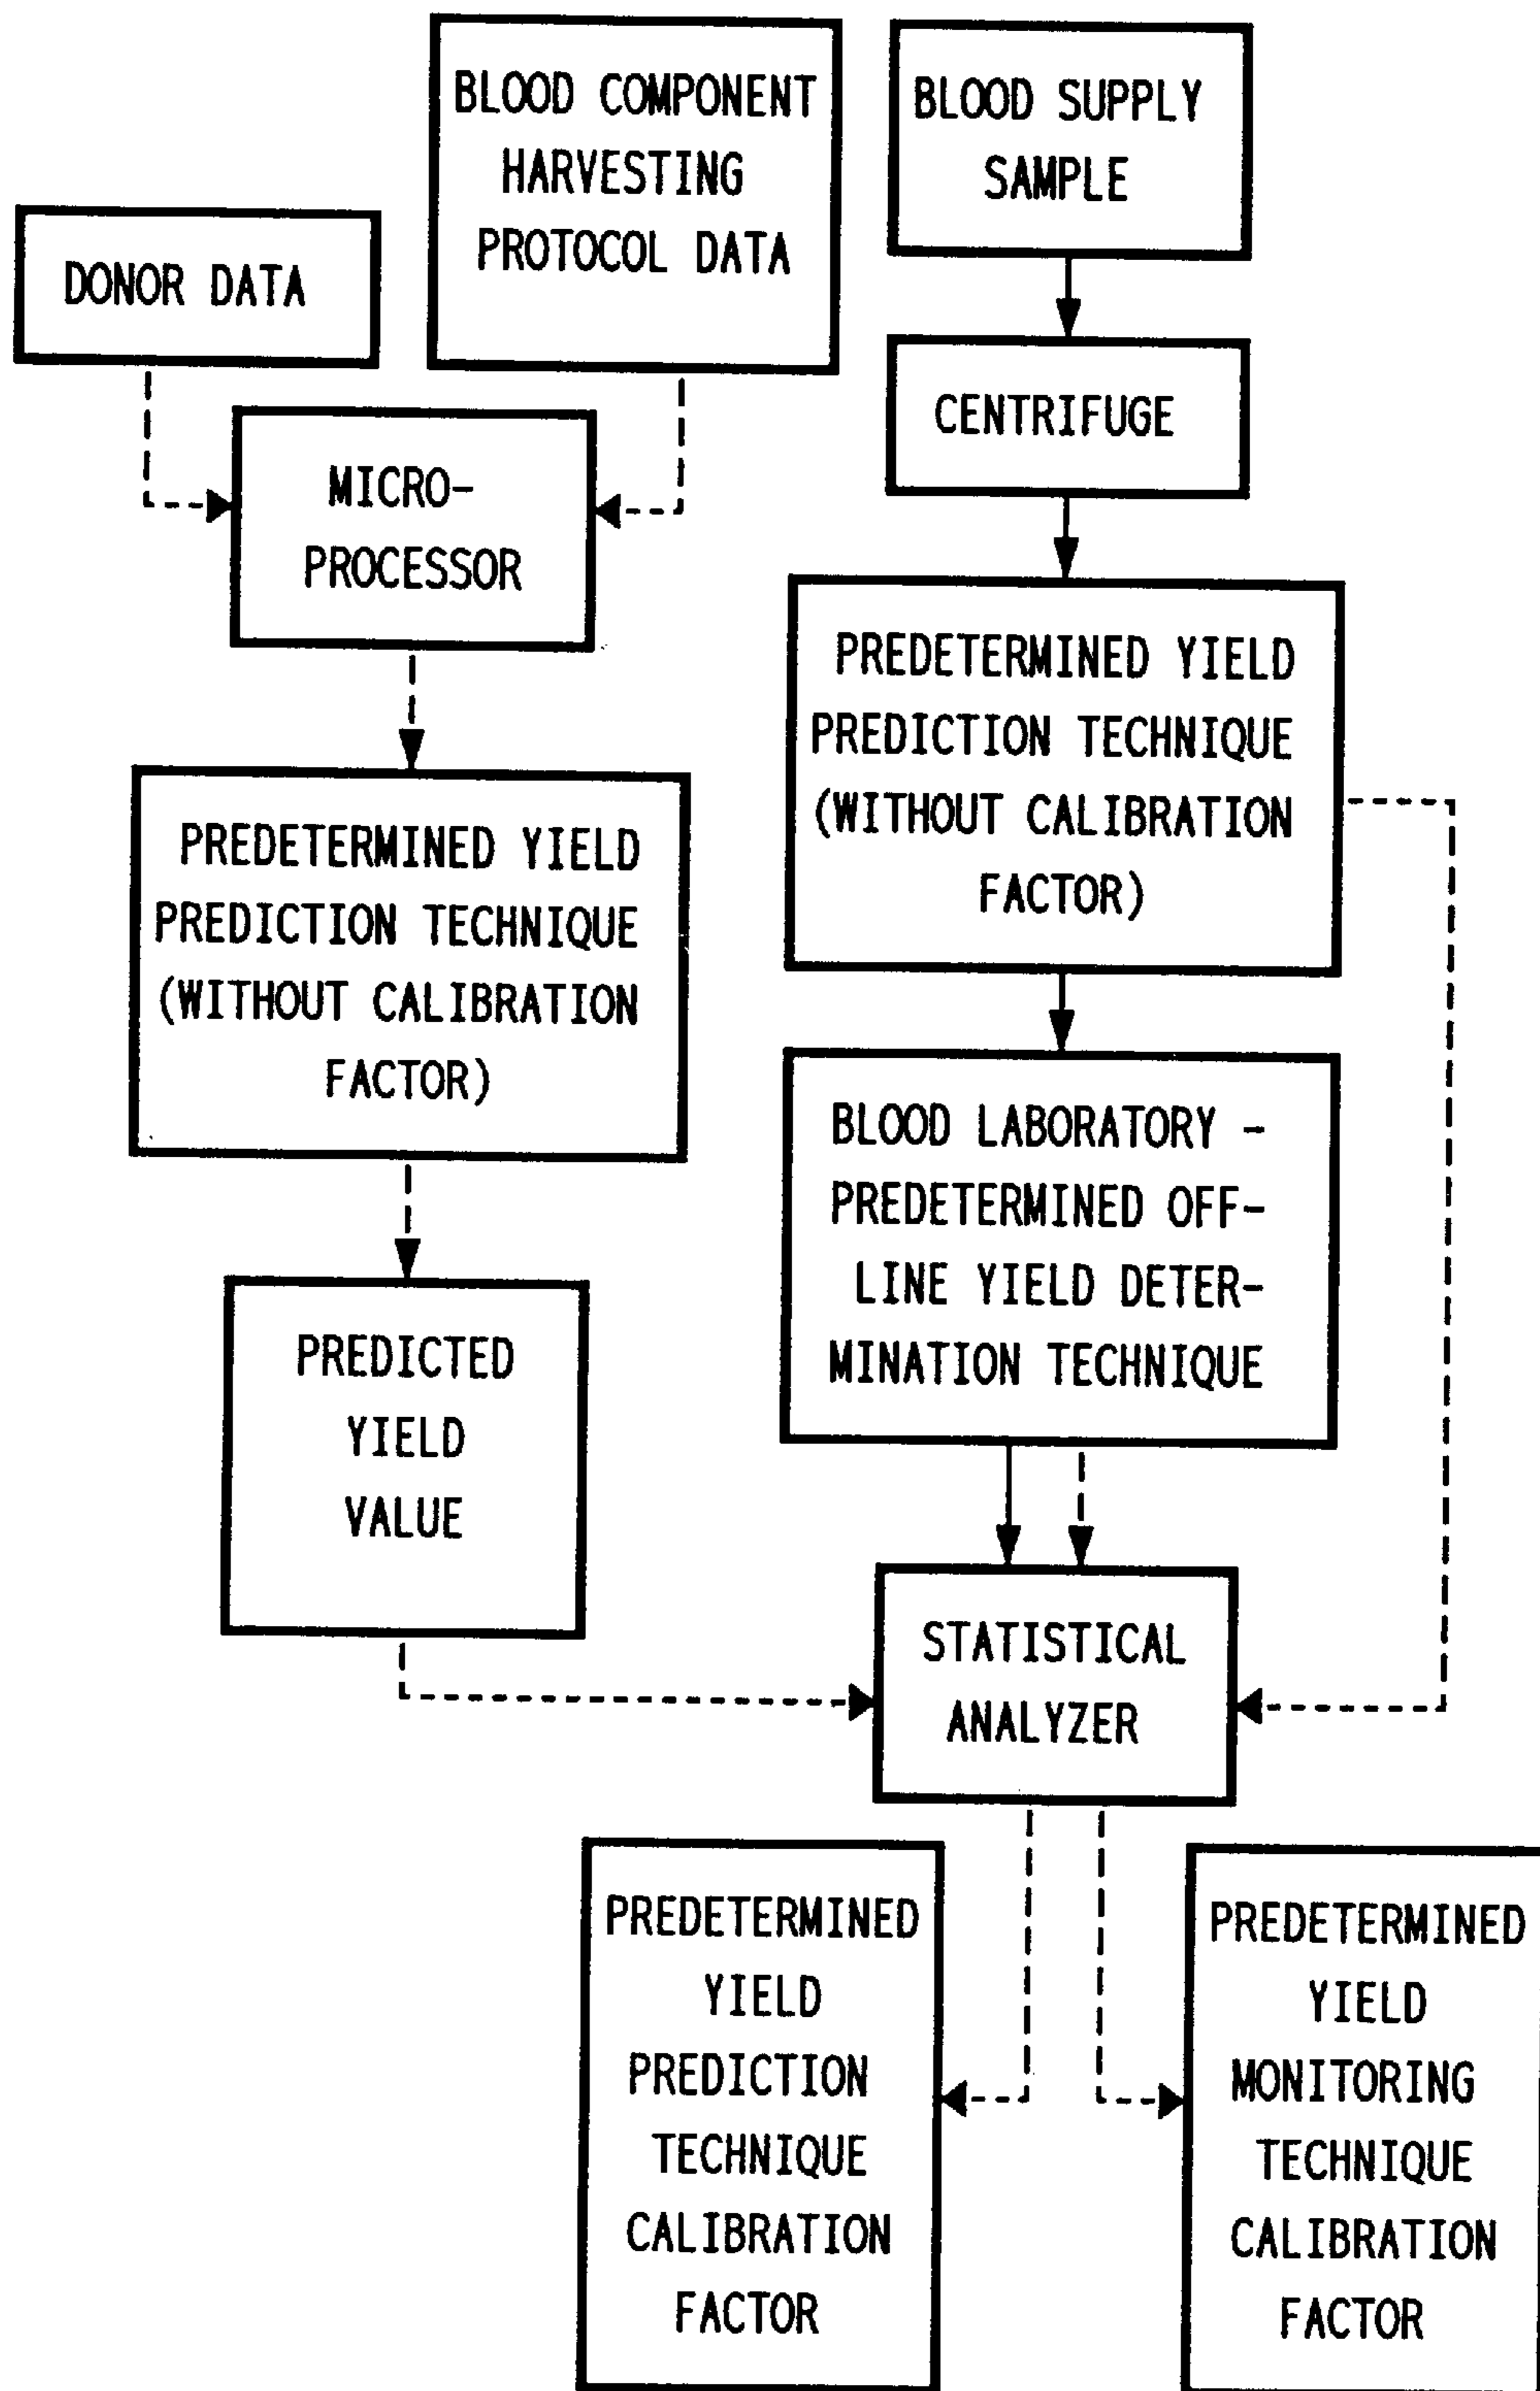 BLOOD COMPONENT
HARVESTING
PROTOCOL DATA
BLOOD SUPPLY
SAMPLE
DONOR DATA
CENTRIFUGE
MICRO-
PROCESSOR
PREDETERMINED YIELD
PREDICTION TECHNIQUE
(WITHOUT CALIBRATION
FACTOR)
PREDETERMINED YIELD
PREDICTION TECHNIQUE
(WITHOUT CALIBRATION
FACTOR)
BLOOD LABORATORY -
PREDETERMINED OFF-
LINE YIELD DETER-
MINATION TECHNIQUE
PREDICTED
YIELD
VALUE
STATISTICAL
ANALYZER
PREDETERMINED
YIELD
PREDICTION
TECHNIQUE
CALIBRATION
FACTOR
PREDETERMINED
YIELD
MONITORING
TECHNIQUE
CALIBRATION
FACTOR